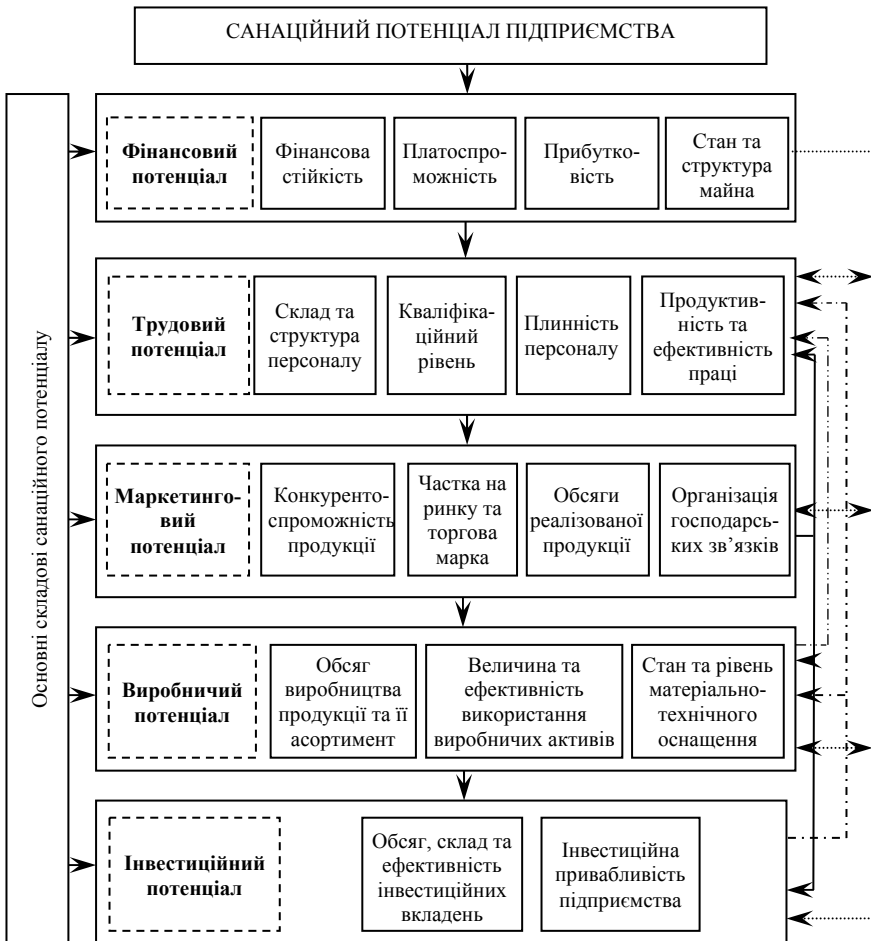 САНАЦІЙНИЙ ПОТЕНЦІАЛ ПІДПРИЄМСТВА
Основні складові санаційного потенціалу
Фінансовий
потенціал
Фінансова
стійкість
Платоспро-
можність
Прибутко-
вість
Стан та
структура
майна
Трудовий
потенціал
Склад та
структура
персоналу
Кваліфіка-
ційний
рівень
Плинність
персоналу
Продуктив-
ність та
ефективність
праці
Маркетинго-
вий
потенціал
Конкуренто-
спроможність
продукції
Частка на
ринку та
торгова
марка
Обсяги
реалізованої
продукції
Організація
господарсь-
ких зв’язків
Виробничий
потенціал
Обсяг
виробництва
продукції та її
асортимент
Величина та
ефективність
використання
виробничих активів
Стан та рівень
матеріально-
технічного
оснащення
Інвестиційний
потенціал
Обсяг, склад та
ефективність
інвестиційних
вкладень
Інвестиційна
привабливість
підприємства